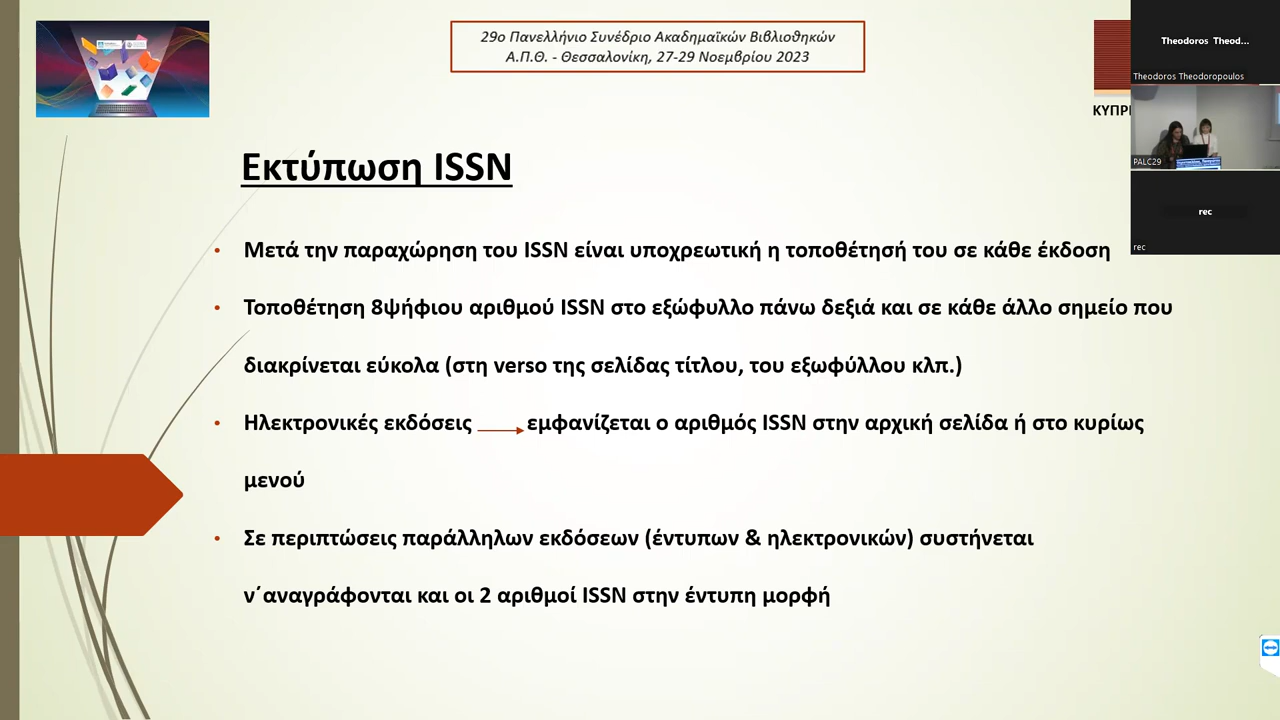 29ο Πανελλήνιο Συνέδριο Ακαδημαϊκών Βιβλιοθηκών
Α.Π.Θ. - Θεσσαλονίκη, 27-29 Νοεμβρίου 2023
ΚΥΠΡ
Theodoros Theod...
Theodoros Theodoropoulos
PALC29
rec
rec
Εκτύπωση ISSN
• Μετά την παραχώρηση του ISSN είναι υποχρεωτική η τοποθέτησή του σε κάθε έκδοση
• Τοποθέτηση 8ψήφιου αριθμού ISSN στο εξώφυλλο πάνω δεξιά και σε κάθε άλλο σημείο που
διακρίνεται εύκολα (στη verso της σελίδας τίτλου, του εξωφύλλου κλπ.)
• Ηλεκτρονικές εκδόσεις → εμφανίζεται ο αριθμός ISSN στην αρχική σελίδα ή στο κυρίως
μενού
• Σε περιπτώσεις παράλληλων εκδόσεων (έντυπων & ηλεκτρονικών) συστήνεται
ν΄αναγράφονται και οι 2 αριθμοί ISSN στην έντυπη μορφή